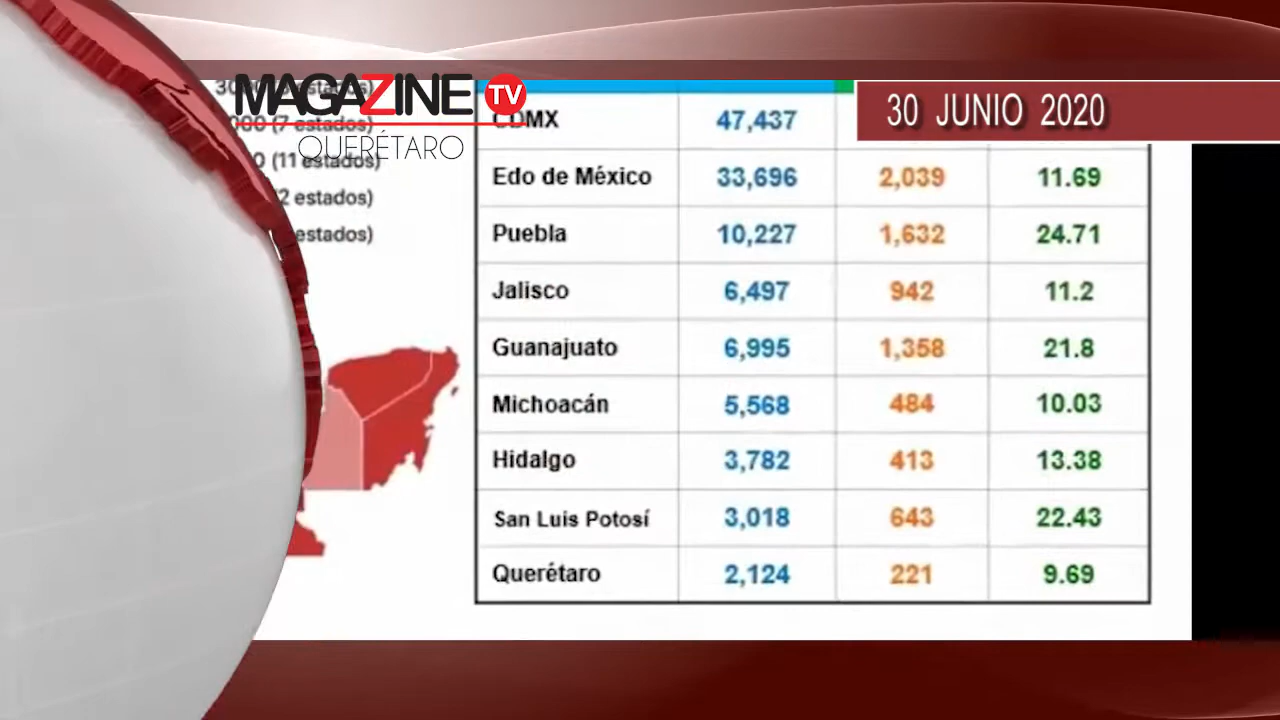 MAGAZINE TV
QUERÉTARO
30 JUNIO 2020
(7 estados)
(11 estados)
2 estados)
estados)
CDMX 47,437
Edo de México 33,696 2,039 11.69
Puebla 10,227 1,632 24.71
Jalisco 6,497 942 11.2
Guanajuato 6,995 1,358 21.8
Michoacán 5,568 484 10.03
Hidalgo 3,782 413 13.38
San Luis Potosí 3,018 643 22.43
Querétaro 2,124 221 9.69